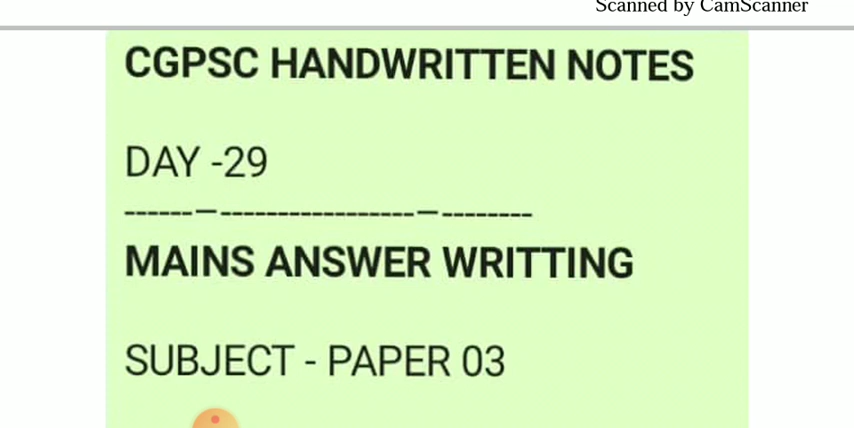 Scanned by CamScanner
CGPSC HANDWRITTEN NOTES
DAY -29
------–-----------------–--------
MAINS ANSWER WRITTING
SUBJECT - PAPER 03